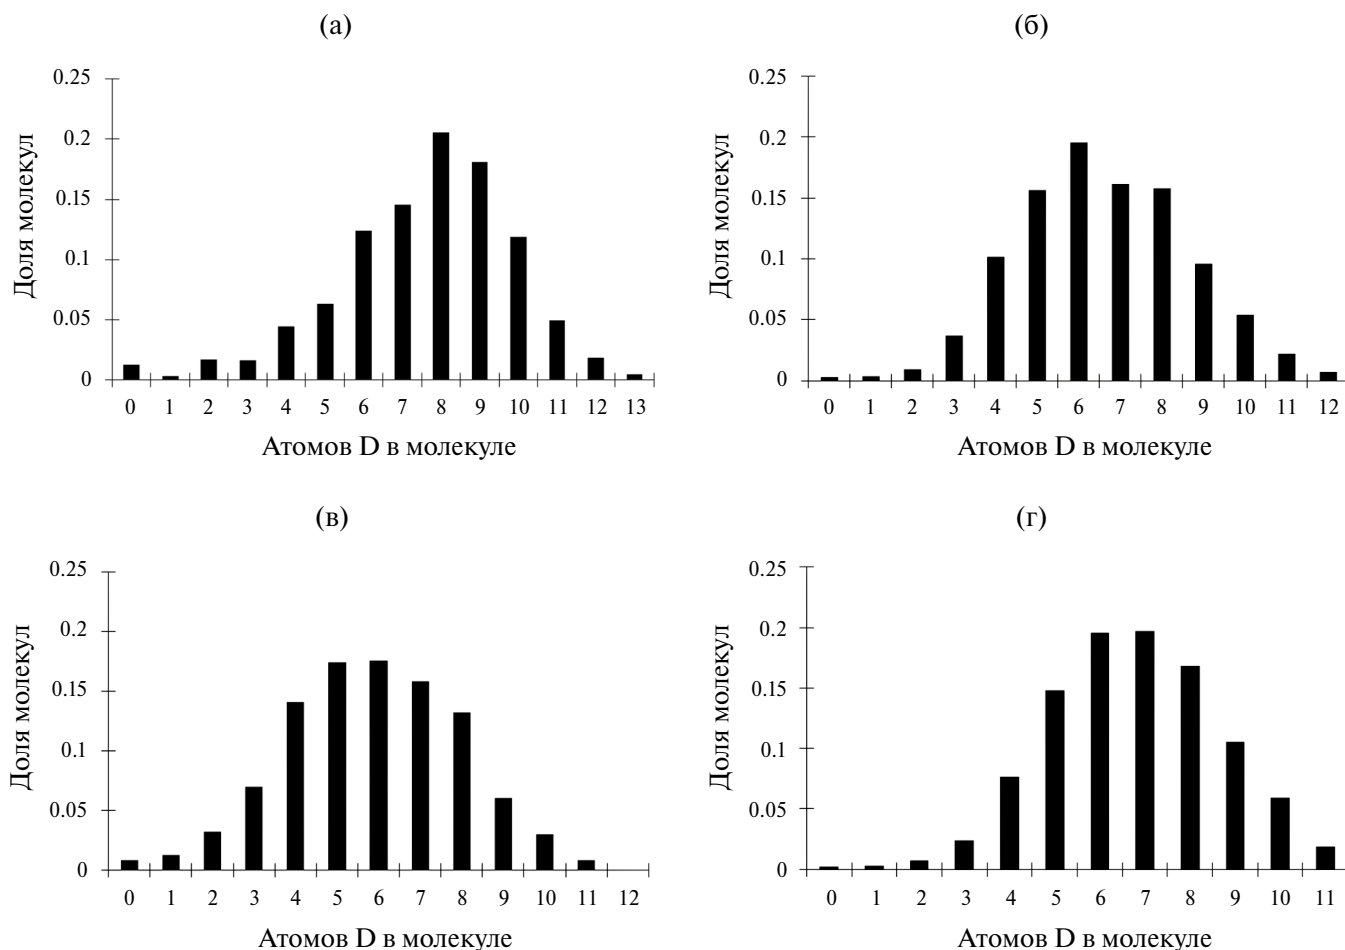 (а)
0.25
0.2
0.15
0.1
0.05
0
Доля молекул
0 1 2 3 4 5 6 7 8 9 10 11 12 13
Атомов D в молекуле
(б)
0.25
0.2
0.15
0.1
0.05
0
Доля молекул
0 1 2 3 4 5 6 7 8 9 10 11 12
Атомов D в молекуле
(в)
0.25
0.2
0.15
0.1
0.05
0
Доля молекул
0 1 2 3 4 5 6 7 8 9 10 11 12
Атомов D в молекуле
(г)
0.25
0.2
0.15
0.1
0.05
0
Доля молекул
0 1 2 3 4 5 6 7 8 9 10 11
Атомов D в молекуле